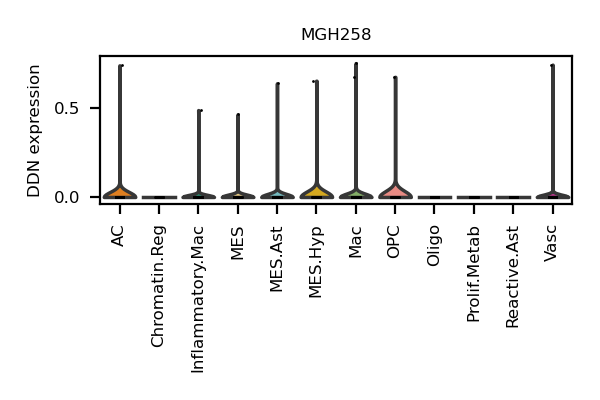 MGH258
DDN expression
0.5
0.0
AC
Chromatin.Reg
Inflammatory.Mac
MES
MES.Ast
MES.Hyp
Mac
OPC
Oligo
Prolif.Metab
Reactive.Ast
Vasc